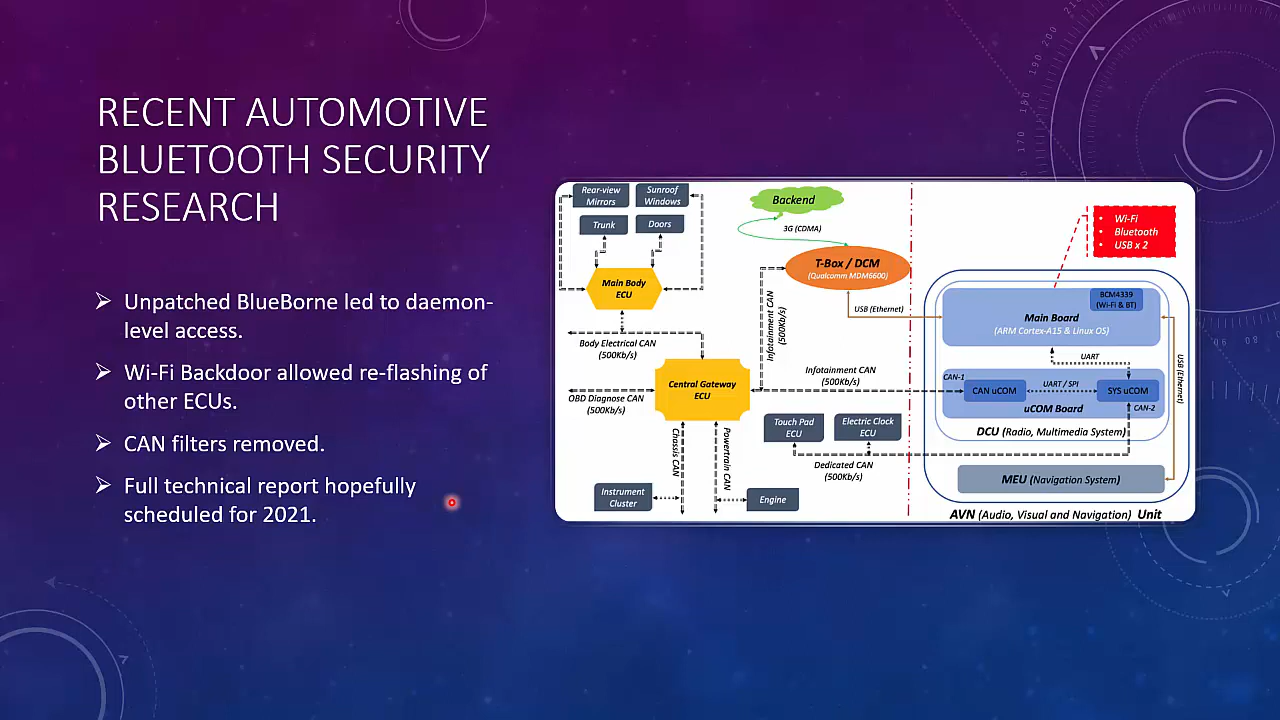 RECENT AUTOMOTIVE
BLUETOOTH SECURITY
RESEARCH
Unpatched BlueBorne led to daemon-
level access.
Wi-Fi Backdoor allowed re-flashing of
other ECUs.
CAN filters removed.
Full technical report hopefully
scheduled for 2021.
Rear-view
Mirrors
Sunroof
Windows
Trunk
Doors
Main Body
ECU
Body Electrical CAN
(500Kb/s)
OBD Diagnose CAN
(500Kb/s)
Central Gateway
ECU
Chassis CAN
Powertrain CAN
Instrument
Cluster
Engine
Backend
3G (CDMA)
T-Box / DCM
(Qualcomm MDM6600)
USB (Ethernet)
Infotainment CAN
(500Kb/s)
Infotainment CAN
(500Kb/s)
Touch Pad
ECU
Electric Clock
ECU
Dedicated CAN
(500Kb/s)
• Wi-Fi
• Bluetooth
• USB x 2
BCM4339
(Wi-Fi & BT)
Main Board
(ARM Cortex-A15 & Linux OS)
UART
CAN-1
CAN uCOM
UART / SPI
SYS uCOM
uCOM Board
CAN-2
DCU (Radio, Multimedia System)
USB (Ethernet)
MEU (Navigation System)
AVN (Audio, Visual and Navigation) Unit
170
180
190
200
210